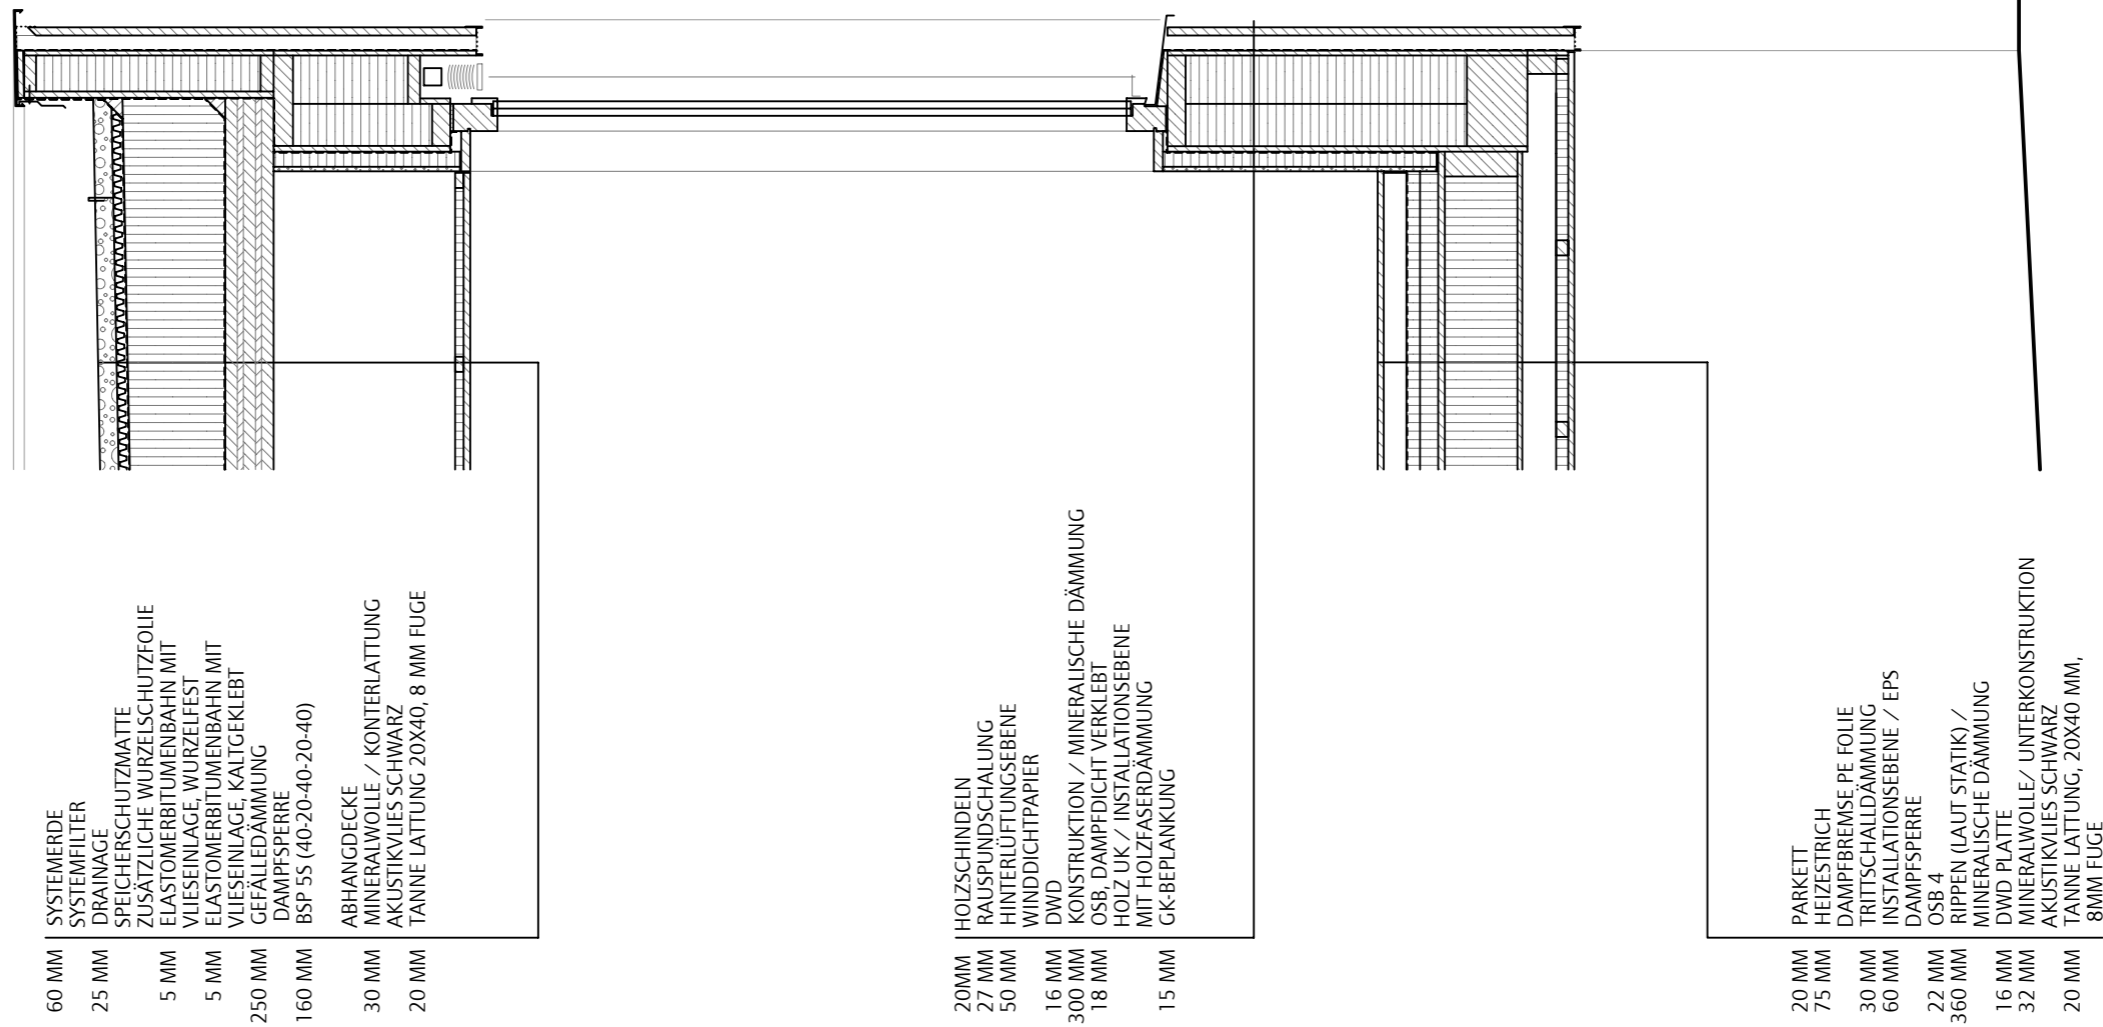 60 MM SYSTEMERDE
SYSTEMFILTER
25 MM DRAINAGE
SPEICHERSCHUTZMATTE
ZUSÄTZLICHE WURZELSCHUTZFOLIE
5 MM ELASTOMERBITUMENBAHN MIT
VLIESEINLAGE, WURZELFEST
5 MM ELASTOMERBITUMENBAHN MIT
VLIESEINLAGE, KALTGEKLEBT
250 MM GEFÄLLEDÄMMUNG
DAMPFSPERRE
160 MM BSP 5S (40-20-40-20-40)
ABHANGDECKE
30 MM MINERALWOLLE / KONTERLATTUNG
AKUSTIKVLIES SCHWARZ
20 MM TANNE LATTUNG 20X40, 8 MM FUGE
20MM HOLZSCHINDELN
27 MM RAUSPUNDSCHALUNG
50 MM HINTERLÜFTUNGSEBENE
WINDDICHTPAPIER
16 MM DWD
300 MM KONSTRUKTION / MINERALISCHE DÄMMUNG
18 MM OSB, DAMPFDICHT VERKLEBT
HOLZ UK / INSTALLATIONSEBENE
MIT HOLZFASERDÄMMUNG
15 MM GK-BEPLANKUNG
20 MM PARKETT
75 MM HEIZESTRICH
DAMPFBREMSE PE FOLIE
30 MM TRITTSCHALLDÄMMUNG
60 MM INSTALLATIONSEBENE / EPS
DAMPFSPERRE
22 MM OSB 4
360 MM RIPPEN (LAUT STATIK) /
MINERALISCHE DÄMMUNG
16 MM DWD PLATTE
32 MM MINERALWOLLE/ UNTERKONSTRUKTION
AKUSTIKVLIES SCHWARZ
20 MM TANNE LATTUNG, 20X40 MM,
8MM FUGE